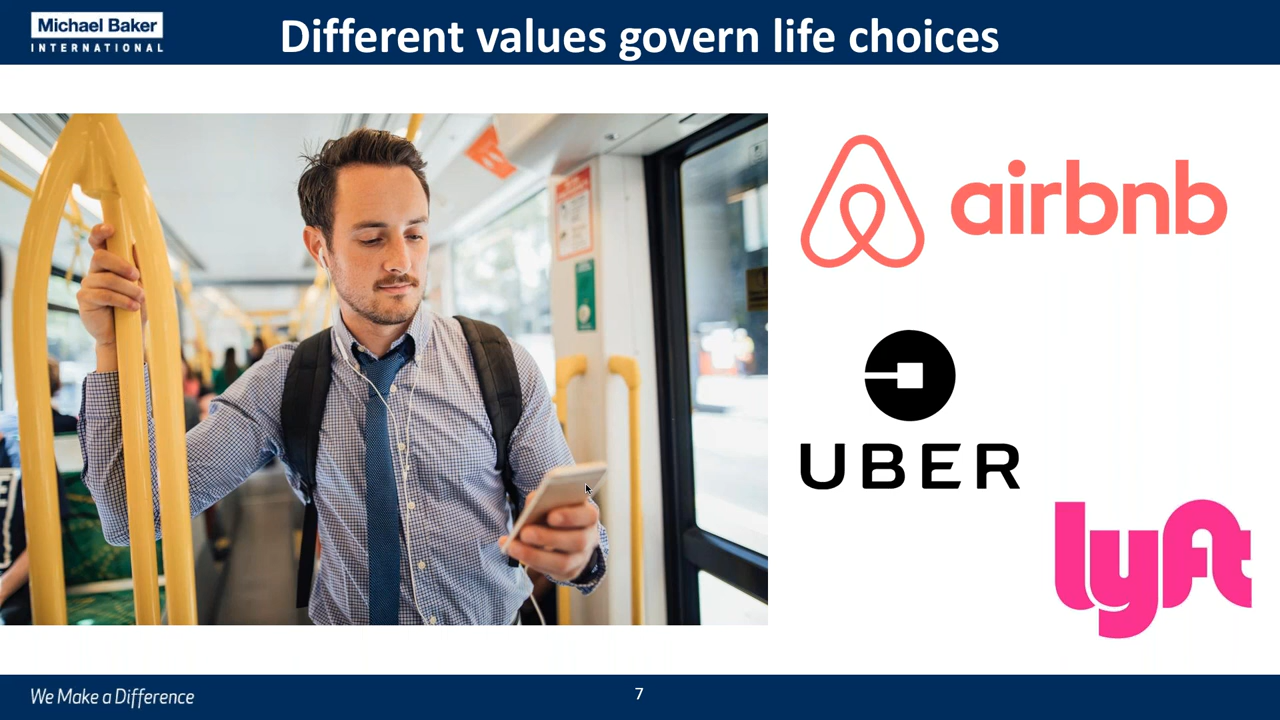 Michael Baker
INTERNATIONAL
Different values govern life choices
airbnb
UBER
lyft
We Make a Difference
7